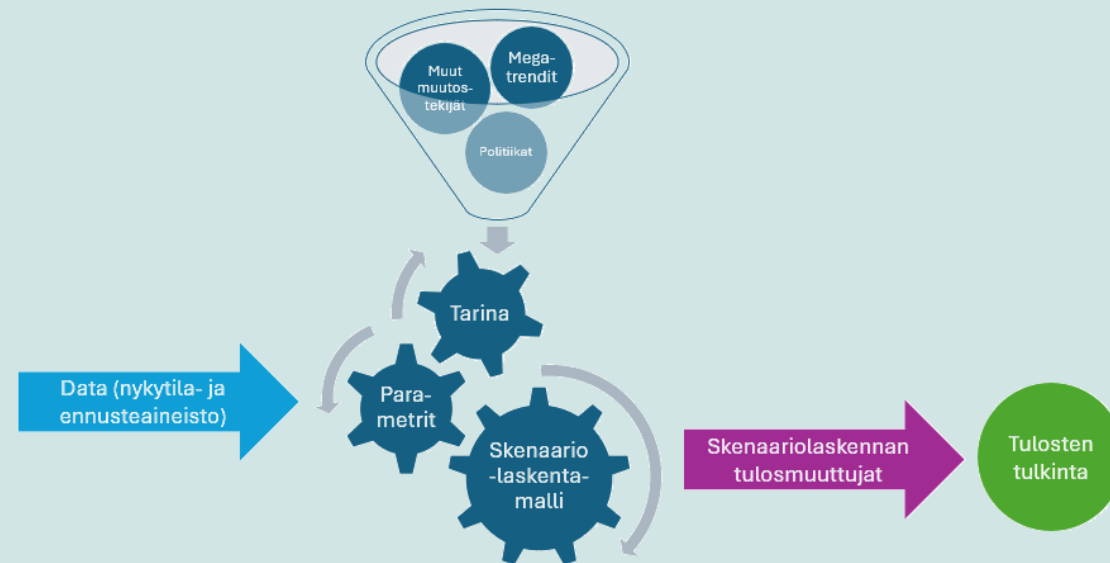 Mega-
trendit
Muut
muutos-
tekijät
Politiikat
Tarina
Data (nykytila- ja
ennusteaineisto)
Para-
metrit
Skenaario
-laskenta-
malli
Skenaariolaskennan
tulosmuuttujat
Tulosten
tulkinta